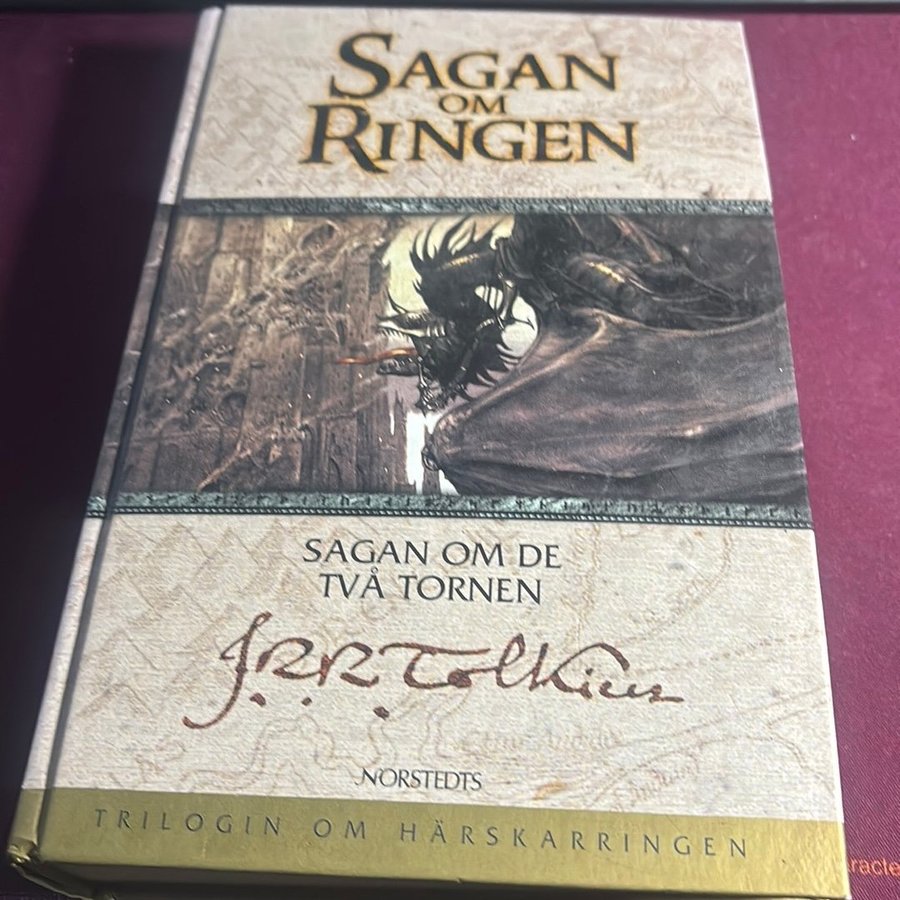 SAGAN
OM
RINGEN
SAGAN OM DE
TVÅ TORNEN
J.R.R. Tolkien
NORSTEDTS
TRILOGIN OM HÄRSKARRINGEN